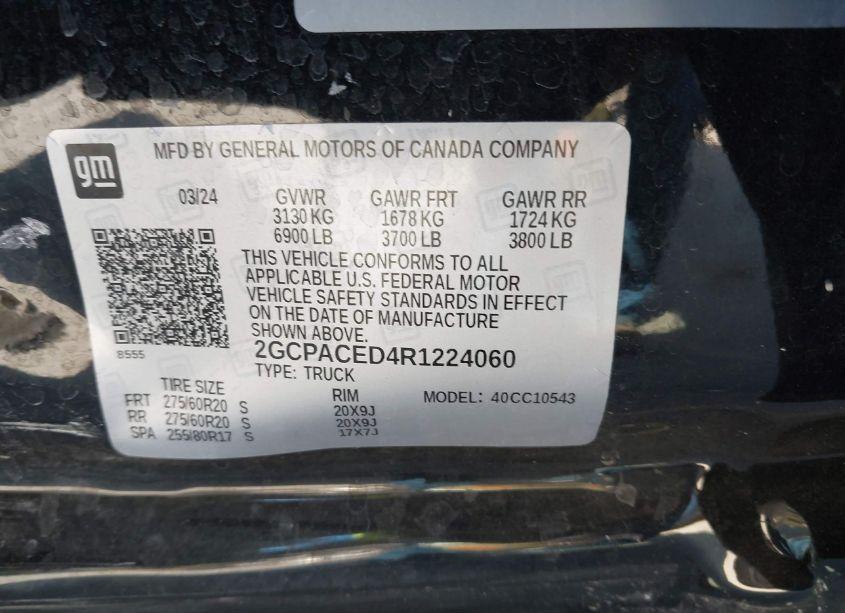 gm
MFD BY GENERAL MOTORS OF CANADA COMPANY
03/24 GVWR GAWR FRT GAWR RR
3130 KG 1678 KG 1724 KG
6900 LB 3700 LB 3800 LB
THIS VEHICLE CONFORMS TO ALL
APPLICABLE U.S. FEDERAL MOTOR
VEHICLE SAFETY STANDARDS IN EFFECT
ON THE DATE OF MANUFACTURE
SHOWN ABOVE.
8555
2GCPACED4R1224060
TYPE: TRUCK
TIRE SIZE RIM MODEL: 40CC10543
FRT 275/60R20 S 20X9J
RR 275/60R20 S 20X9J
SPA 255/80R17 S 17X7J